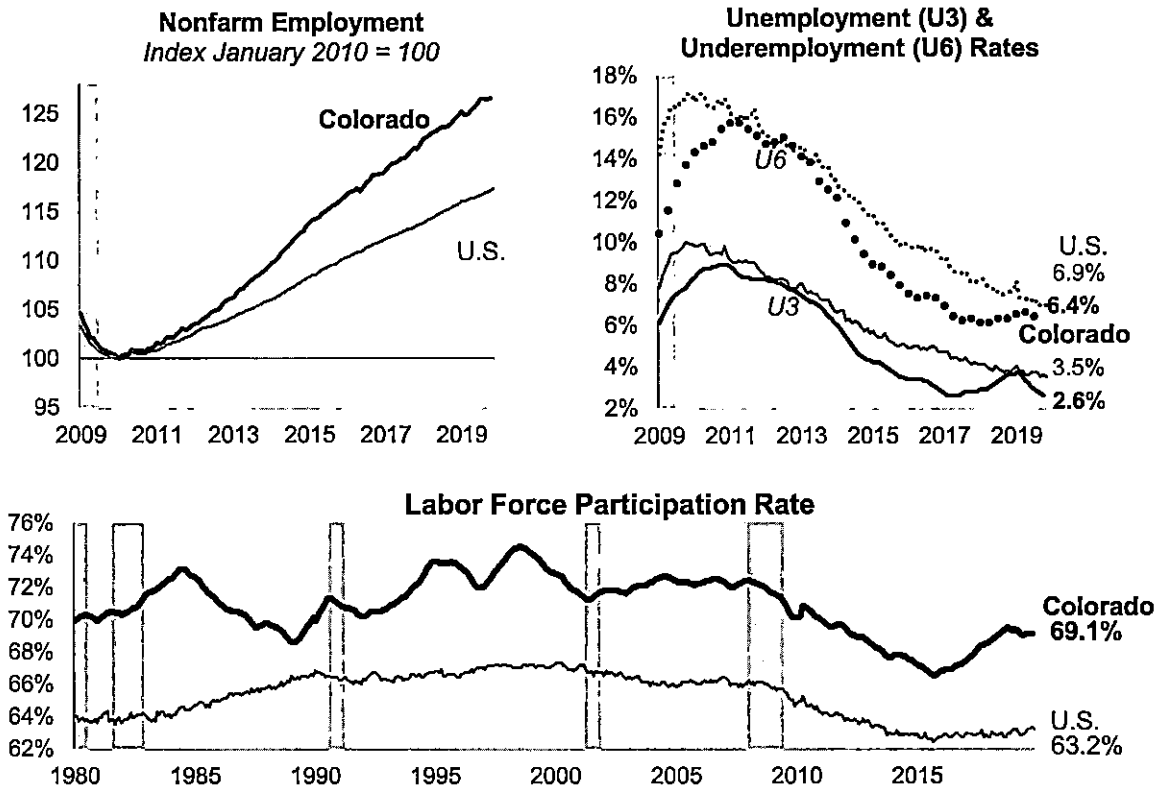 Nonfarm Employment
Index January 2010 = 100
125
120
115
110
105
100
95
Colorado
U.S.
2009 2011 2013 2015 2017 2019
Unemployment (U3) &
Underemployment (U6) Rates
18%
16%
14%
12%
10%
8%
6%
4%
2%
U6
U3
U.S.
6.9%
6.4%
Colorado
3.5%
2.6%
2009 2011 2013 2015 2017 2019
Labor Force Participation Rate
76%
74%
72%
70%
68%
66%
64%
62%
Colorado
69.1%
U.S.
63.2%
1980 1985 1990 1995 2000 2005 2010 2015